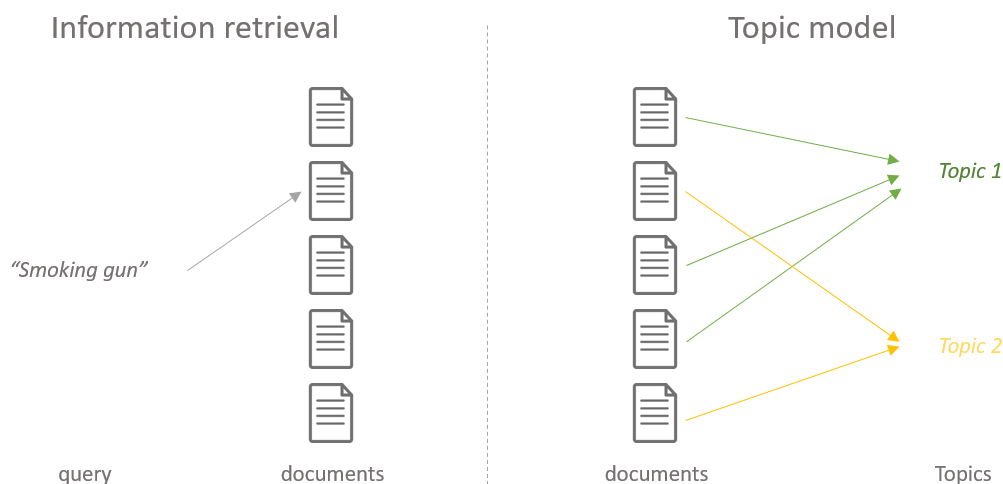 Information retrieval
Topic model
Topic 1
“Smoking gun”
Topic 2
query
documents
documents
Topics